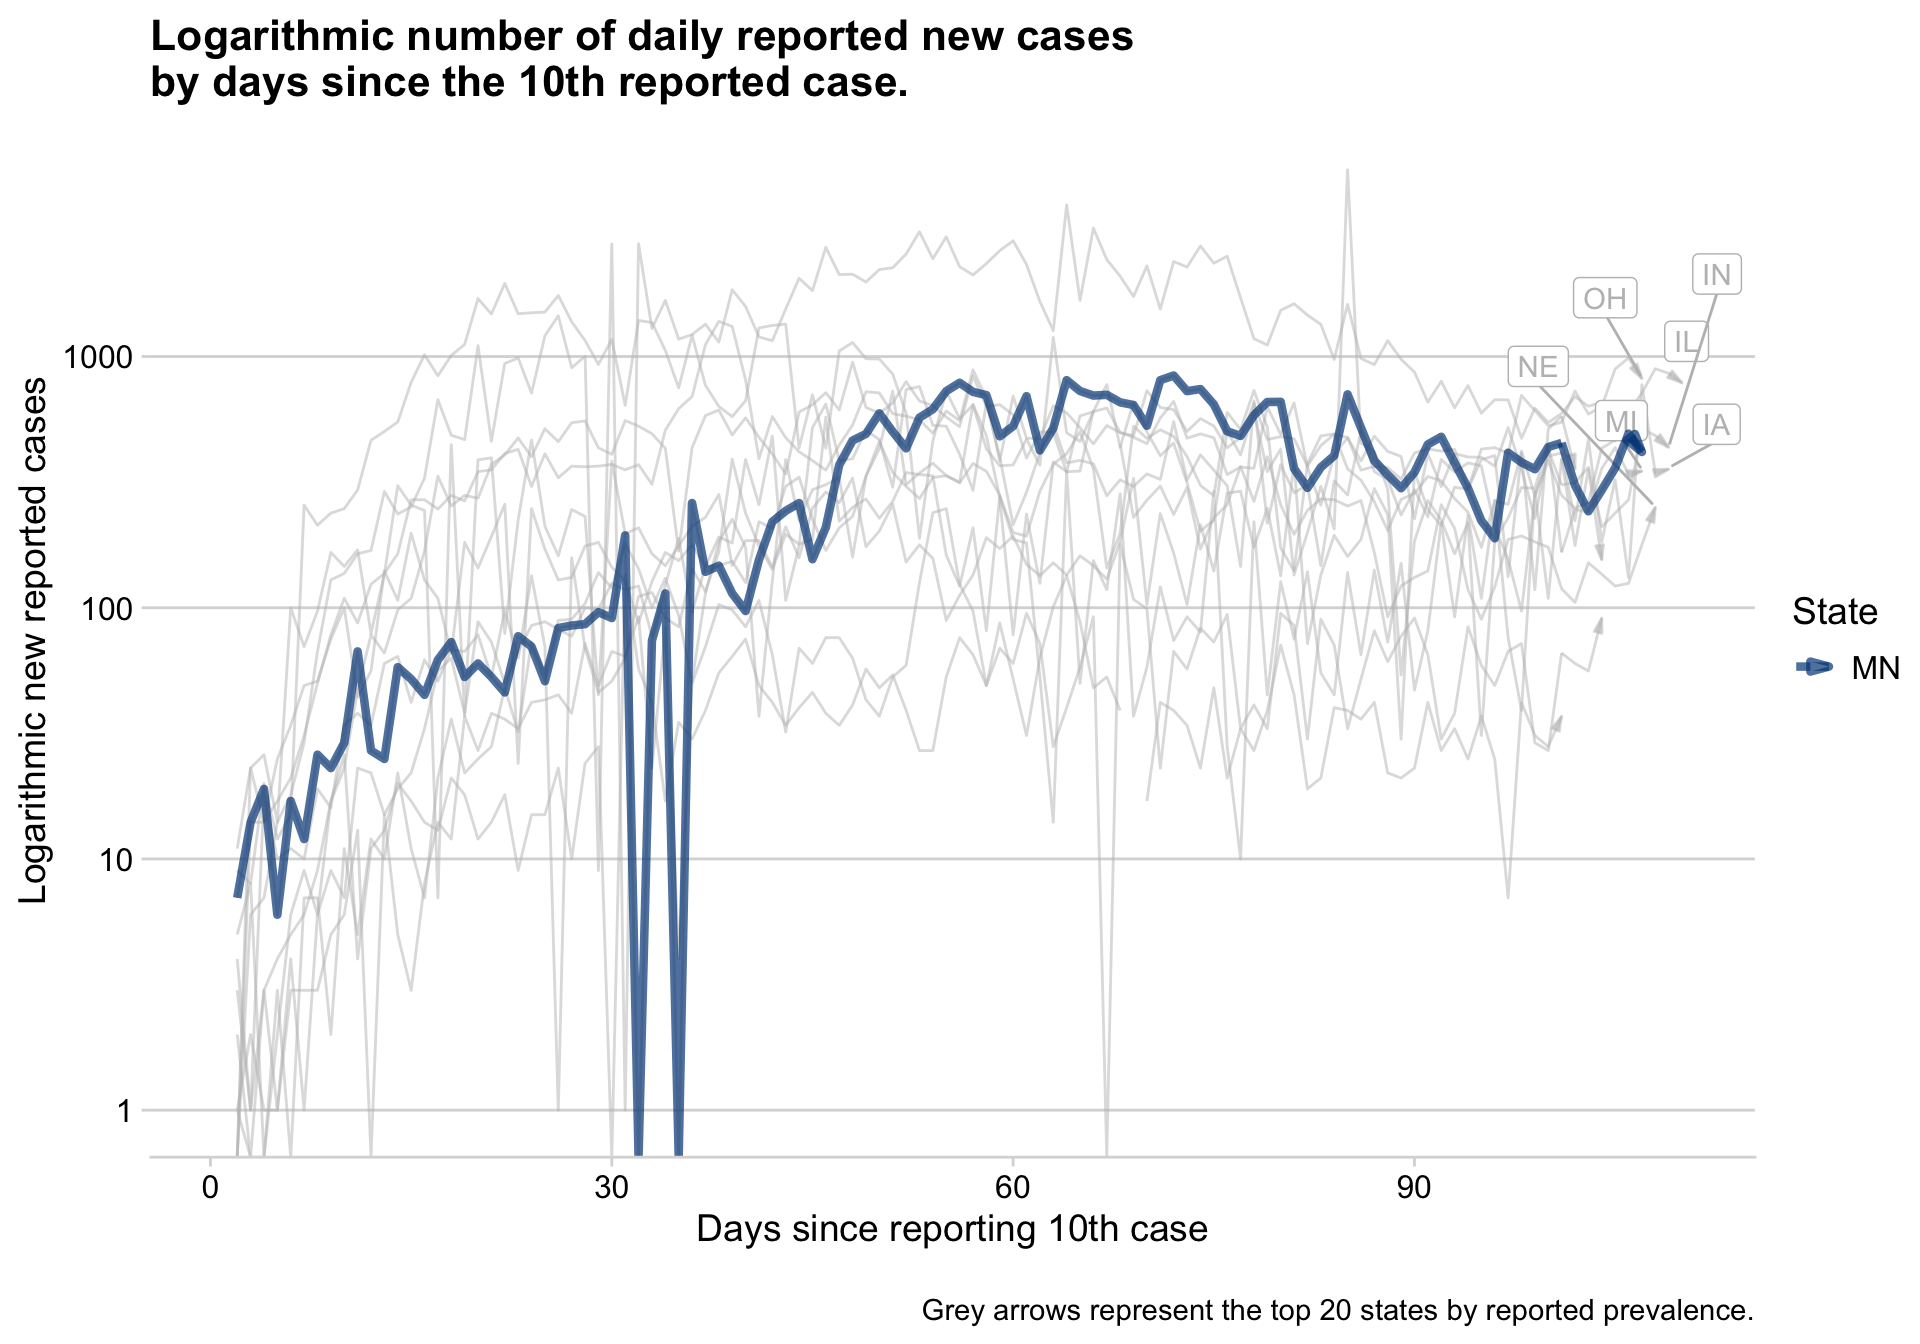 Logarithmic number of daily reported new cases
by days since the 10th reported case.
Logarithmic new reported cases
1000
100
10
1
OH
IN
IL
NE
MI
IA
State
MN
0
30
60
90
Days since reporting 10th case
Grey arrows represent the top 20 states by reported prevalence.